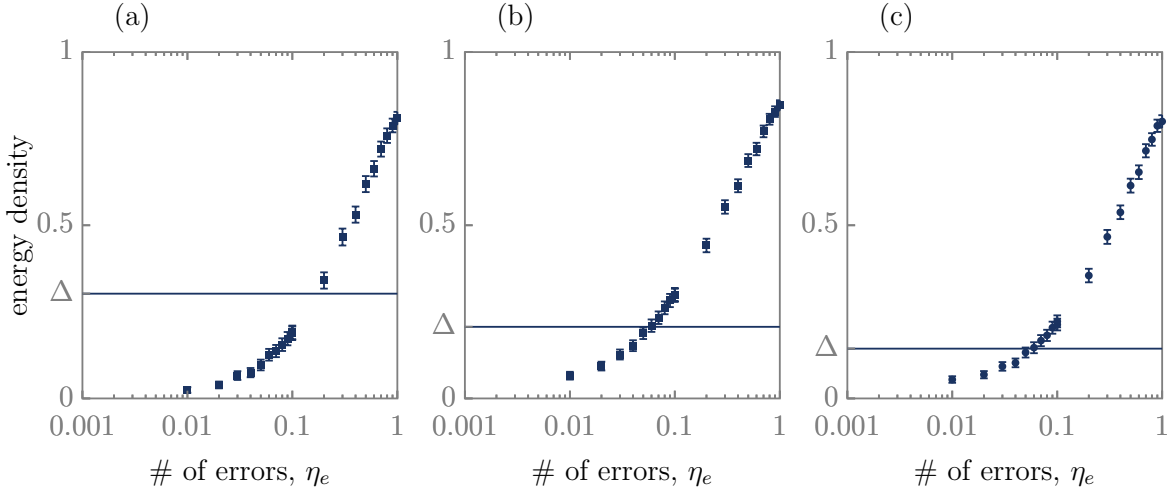 (a)
(b)
(c)
energy density
1
0.5
Δ
0
0.001
0.01
0.1
1
# of errors, ηₑ
1
0.5
Δ
0
0.001
0.01
0.1
1
# of errors, ηₑ
1
0.5
Δ
0
0.001
0.01
0.1
1
# of errors, ηₑ